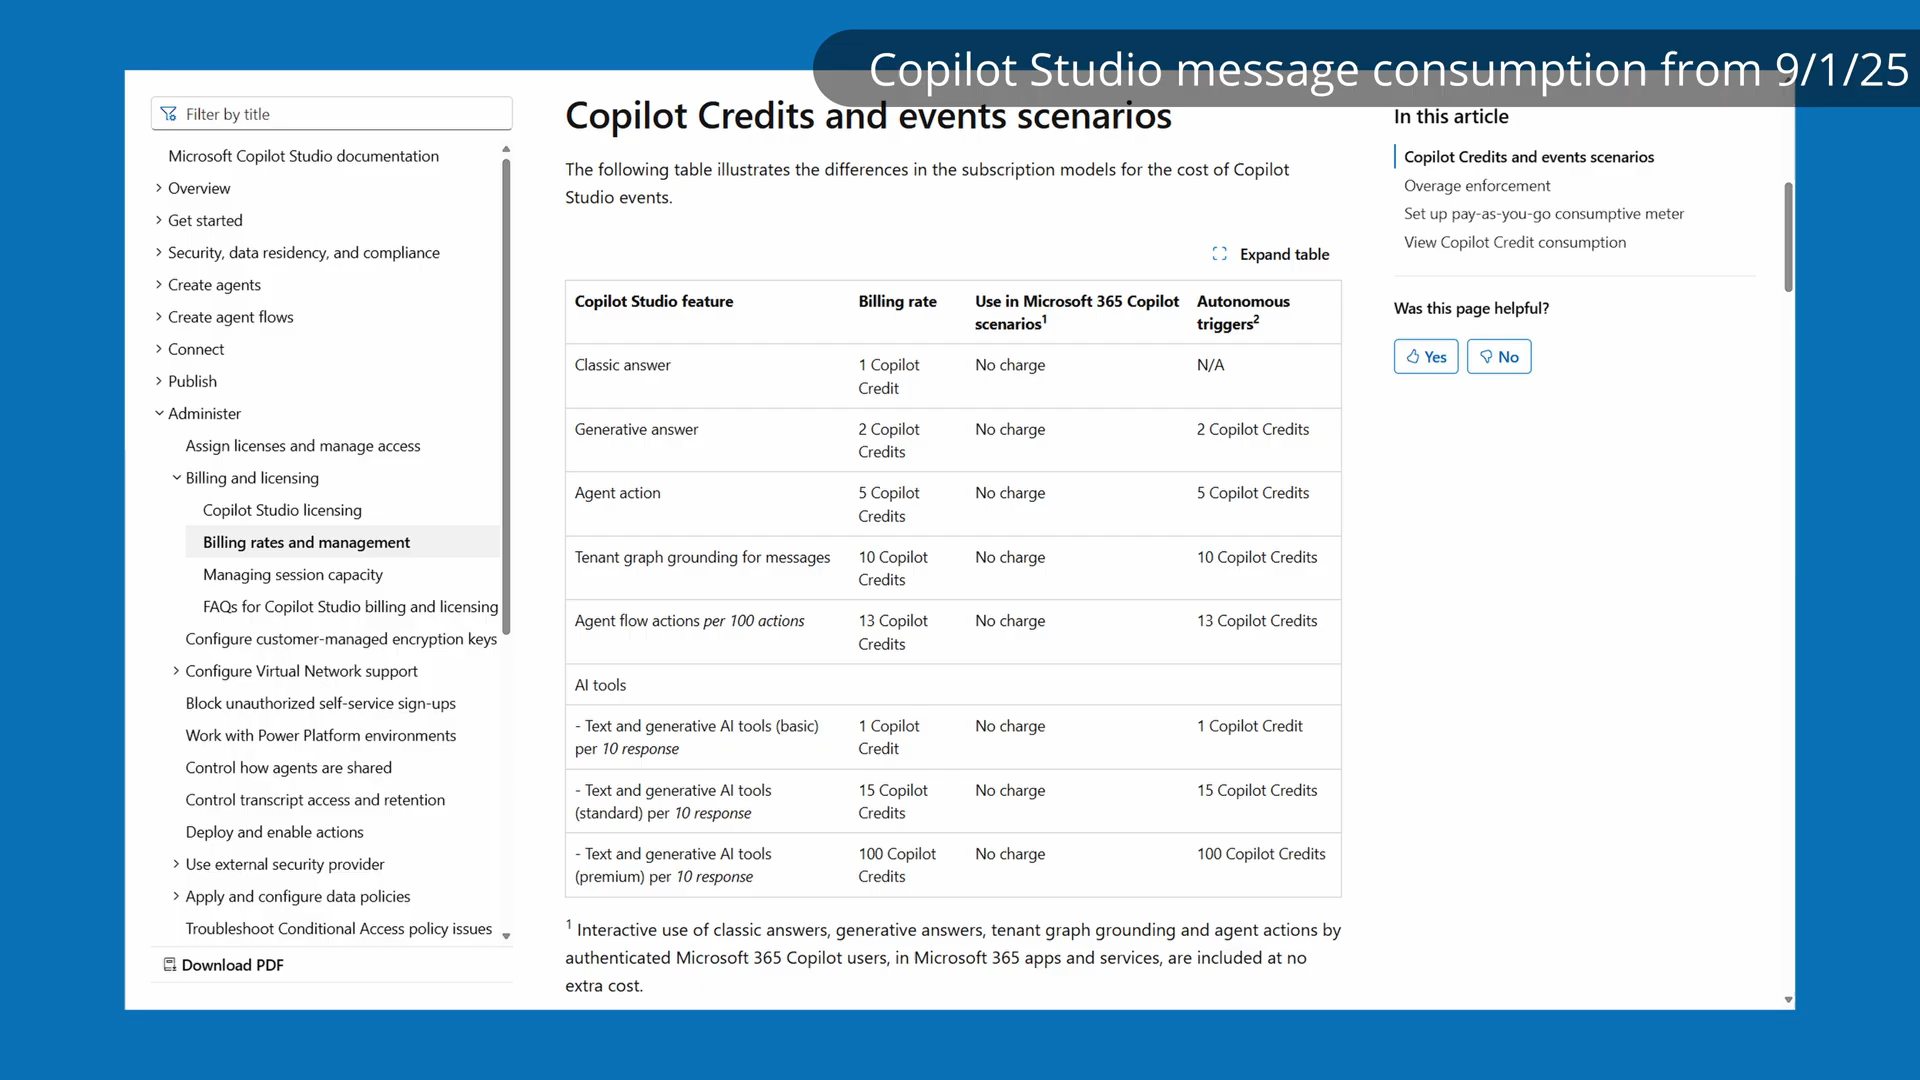 Copilot Studio message consumption from 9/1/25
Filter by title
Microsoft Copilot Studio documentation
Overview
Get started
Security, data residency, and compliance
Create agents
Create agent flows
Connect
Publish
Administer
Assign licenses and manage access
Billing and licensing
Copilot Studio licensing
Billing rates and management
Managing session capacity
FAQs for Copilot Studio billing and licensing
Configure customer-managed encryption keys
Configure Virtual Network support
Block unauthorized self-service sign-ups
Work with Power Platform environments
Control how agents are shared
Control transcript access and retention
Deploy and enable actions
Use external security provider
Apply and configure data policies
Troubleshoot Conditional Access policy issues
Download PDF
Copilot Credits and events scenarios
The following table illustrates the differences in the subscription models for the cost of Copilot
Studio events.
Expand table
Copilot Studio feature Billing rate Use in Microsoft 365 Copilot Autonomous
scenarios1 triggers2
Classic answer 1 Copilot No charge N/A
Credit
Generative answer 2 Copilot No charge 2 Copilot Credits
Credits
Agent action 5 Copilot No charge 5 Copilot Credits
Credits
Tenant graph grounding for messages 10 Copilot No charge 10 Copilot Credits
Credits
Agent flow actions per 100 actions 13 Copilot No charge 13 Copilot Credits
Credits
AI tools
- Text and generative AI tools (basic) 1 Copilot No charge 1 Copilot Credit
per 10 response Credit
- Text and generative AI tools 15 Copilot No charge 15 Copilot Credits
(standard) per 10 response Credits
- Text and generative AI tools 100 Copilot No charge 100 Copilot Credits
(premium) per 10 response Credits
1 Interactive use of classic answers, generative answers, tenant graph grounding and agent actions by
authenticated Microsoft 365 Copilot users, in Microsoft 365 apps and services, are included at no
extra cost.
In this article
Copilot Credits and events scenarios
Overage enforcement
Set up pay-as-you-go consumptive meter
View Copilot Credit consumption
Was this page helpful?
Yes No